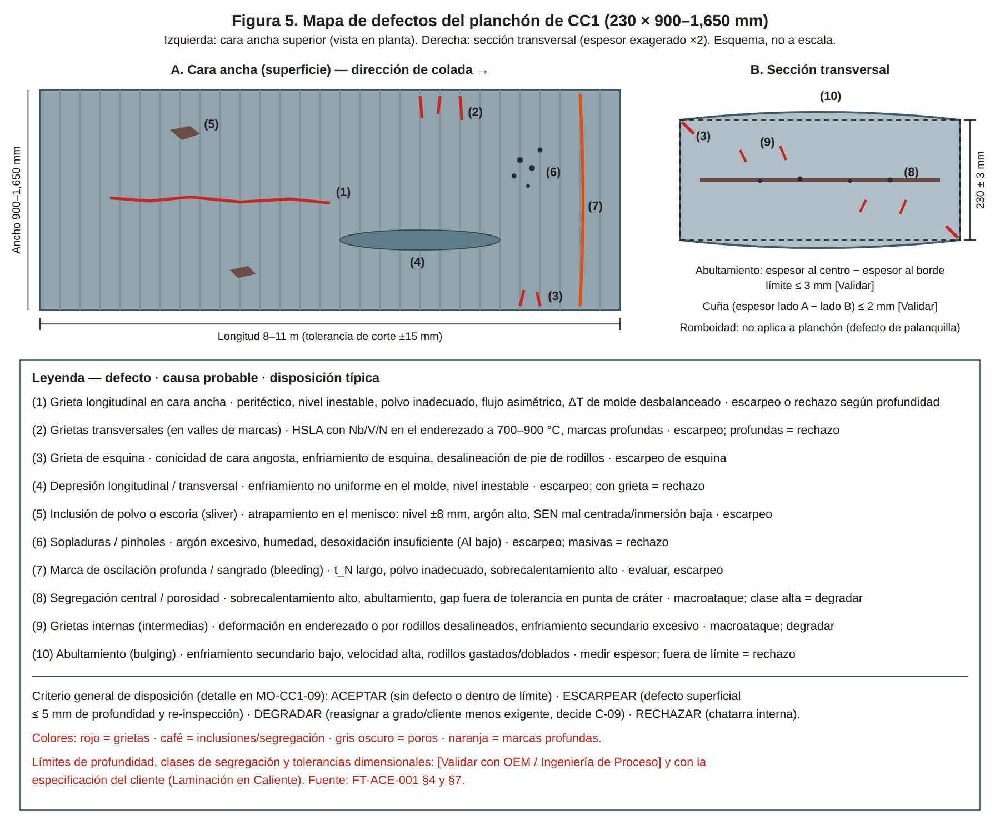 Figura 5. Mapa de defectos del planchón de CC1 (230 × 900–1,650 mm)
Izquierda: cara ancha superior (vista en planta). Derecha: sección transversal (espesor exagerado ×2). Esquema, no a escala.
A. Cara ancha (superficie) — dirección de colada →
Ancho 900–1,650 mm
(5)
(2)
(6)
(1)
(7)
(4)
(3)
Longitud 8–11 m (tolerancia de corte ±15 mm)
B. Sección transversal
(10)
(3)
(9)
(8)
230 ± 3 mm
Abultamiento: espesor al centro − espesor al borde
límite ≤ 3 mm [Validar]
Cuña (espesor lado A − lado B) ≤ 2 mm [Validar]
Romboidad: no aplica a planchón (defecto de palanquilla)
Leyenda — defecto · causa probable · disposición típica
(1) Grieta longitudinal en cara ancha · peritéctico, nivel inestable, polvo inadecuado, flujo asimétrico, ΔT de molde desbalanceado · escarpeo o rechazo según profundidad
(2) Grietas transversales (en valles de marcas) · HSLA con Nb/V/N en el enderezado a 700–900 °C, marcas profundas · escarpeo; profundas = rechazo
(3) Grieta de esquina · conicidad de cara angosta, enfriamiento de esquina, desalineación de pie de rodillos · escarpeo de esquina
(4) Depresión longitudinal / transversal · enfriamiento no uniforme en el molde, nivel inestable · escarpeo; con grieta = rechazo
(5) Inclusión de polvo o escoria (sliver) · atrapamiento en el menisco: nivel ±8 mm, argón alto, SEN mal centrada/inmersión baja · escarpeo
(6) Sopladuras / pinholes · argón excesivo, humedad, desoxidación insuficiente (Al bajo) · escarpeo; masivas = rechazo
(7) Marca de oscilación profunda / sangrado (bleeding) · t_N largo, polvo inadecuado, sobrecalentamiento alto · evaluar, escarpeo
(8) Segregación central / porosidad · sobrecalentamiento alto, abultamiento, gap fuera de tolerancia en punta de cráter · macroataque; clase alta = degradar
(9) Grietas internas (intermedias) · deformación en enderezado o por rodillos desalineados, enfriamiento secundario excesivo · macroataque; degradar
(10) Abultamiento (bulging) · enfriamiento secundario bajo, velocidad alta, rodillos gastados/doblados · medir espesor; fuera de límite = rechazo
Criterio general de disposición (detalle en MO-CC1-09): ACEPTAR (sin defecto o dentro de límite) · ESCARPEAR (defecto superficial
≤ 5 mm de profundidad y re-inspección) · DEGRADAR (reasignar a grado/cliente menos exigente, decide C-09) · RECHAZAR (chatarra interna).
Colores: rojo = grietas · café = inclusiones/segregación · gris oscuro = poros · naranja = marcas profundas.
Límites de profundidad, clases de segregación y tolerancias dimensionales: [Validar con OEM / Ingeniería de Proceso] y con la
especificación del cliente (Laminación en Caliente). Fuente: FT-ACE-001 §4 y §7.